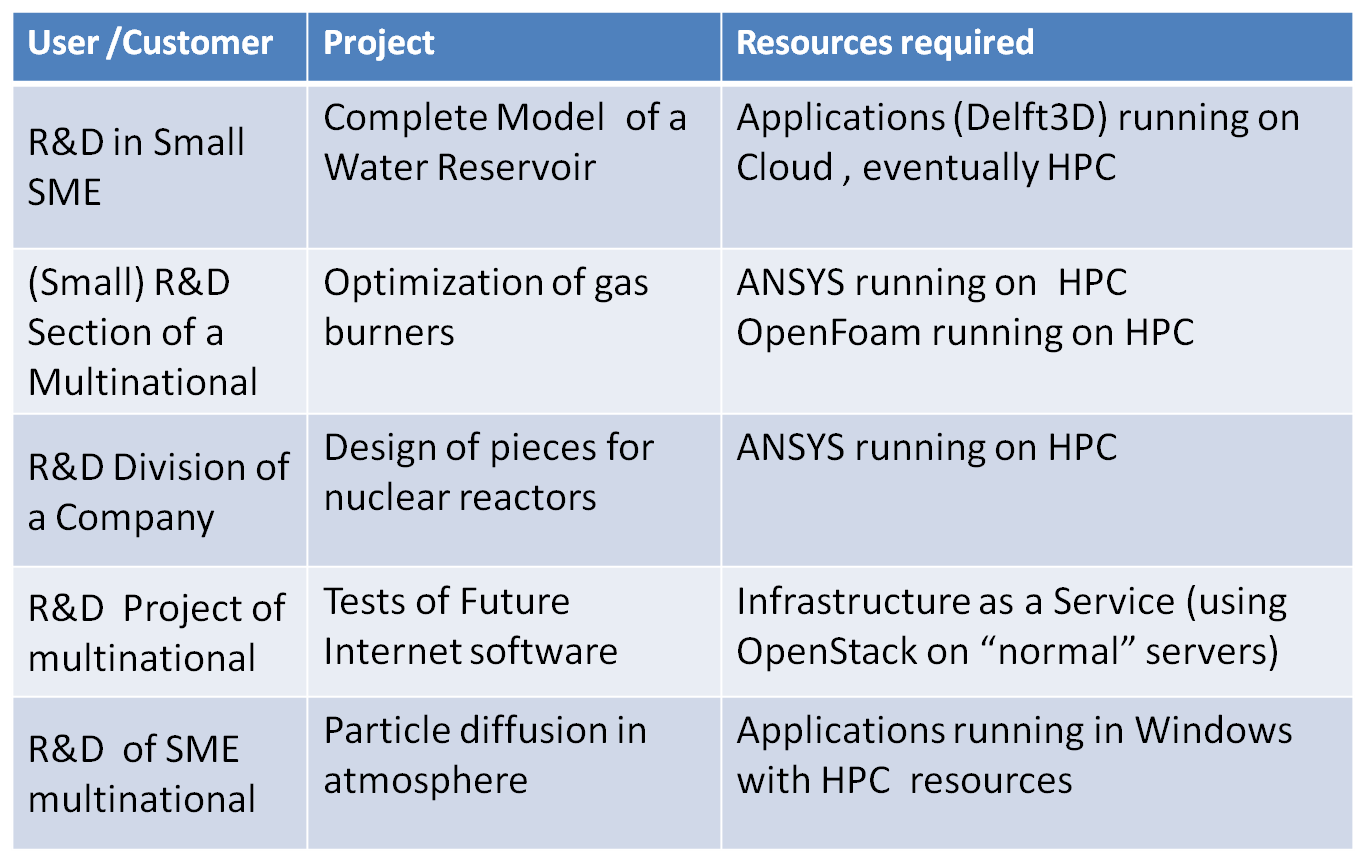 User /Customer
Project
Resources required
R&D in Small
SME
Complete Model  of a
Water Reservoir
Applications (Delft3D) running on
Cloud , eventually HPC
(Small) R&D
Section of a
Multinational
Optimization of gas
burners
ANSYS running on  HPC
OpenFoam running on HPC
R&D Division of
a Company
Design of pieces for
nuclear reactors
ANSYS running on HPC
R&D  Project of
multinational
Tests of Future
Internet software
Infrastructure as a Service (using
OpenStack on “normal” servers)
R&D  of SME
multinational
Particle diffusion in
atmosphere
Applications running in Windows
with HPC  resources